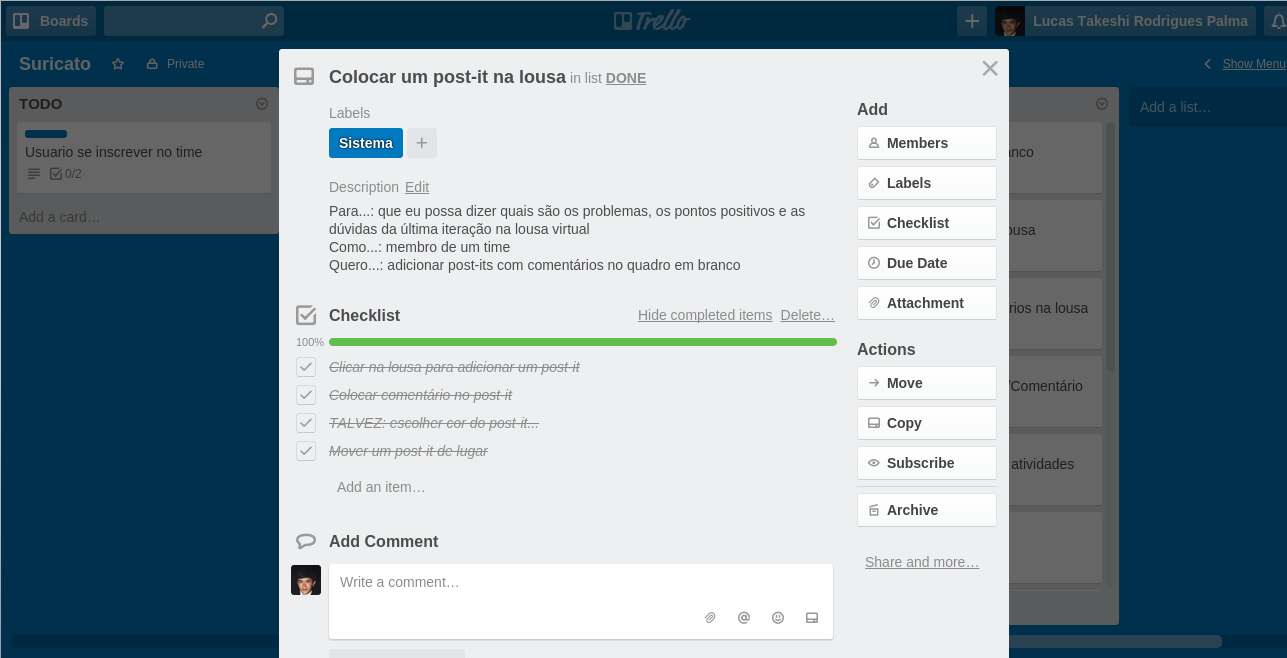 Boards
Trello
+
Lucas Takeshi Rodrigues Palma
Suricato
Private
Show Menu
TODO
Usuario se inscrever no time
0/2
Add a card…
Colocar um post-it na lousa in list DONE
Labels
Sistema
+
Description Edit
Para...: que eu possa dizer quais são os problemas, os pontos positivos e as
dúvidas da última iteração na lousa virtual
Como...: membro de um time
Quero...: adicionar post-its com comentários no quadro em branco
Checklist
Hide completed items Delete…
100%
Clicar na lousa para adicionar um post-it
Colocar comentário no post-it
TALVEZ: escolher cor do post-it...
Mover um post-it de lugar
Add an item…
Add Comment
Write a comment…
@
Add
Members
Labels
Checklist
Due Date
Attachment
Actions
Move
Copy
Subscribe
Archive
Share and more…
na lousa
/Comentário
atividades
Add a list…